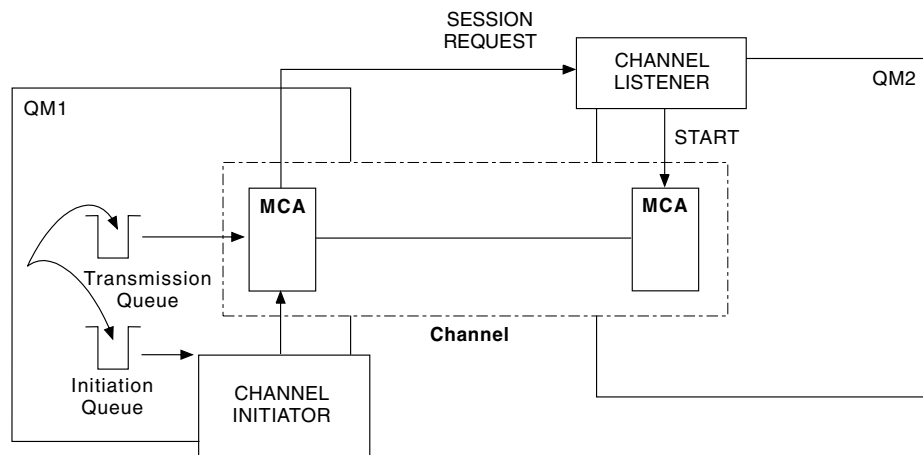 SESSION
REQUEST
CHANNEL
LISTENER
QM2
QM1
START
MCA
MCA
Transmission
Queue
Channel
Initiation
Queue
CHANNEL
INITIATOR